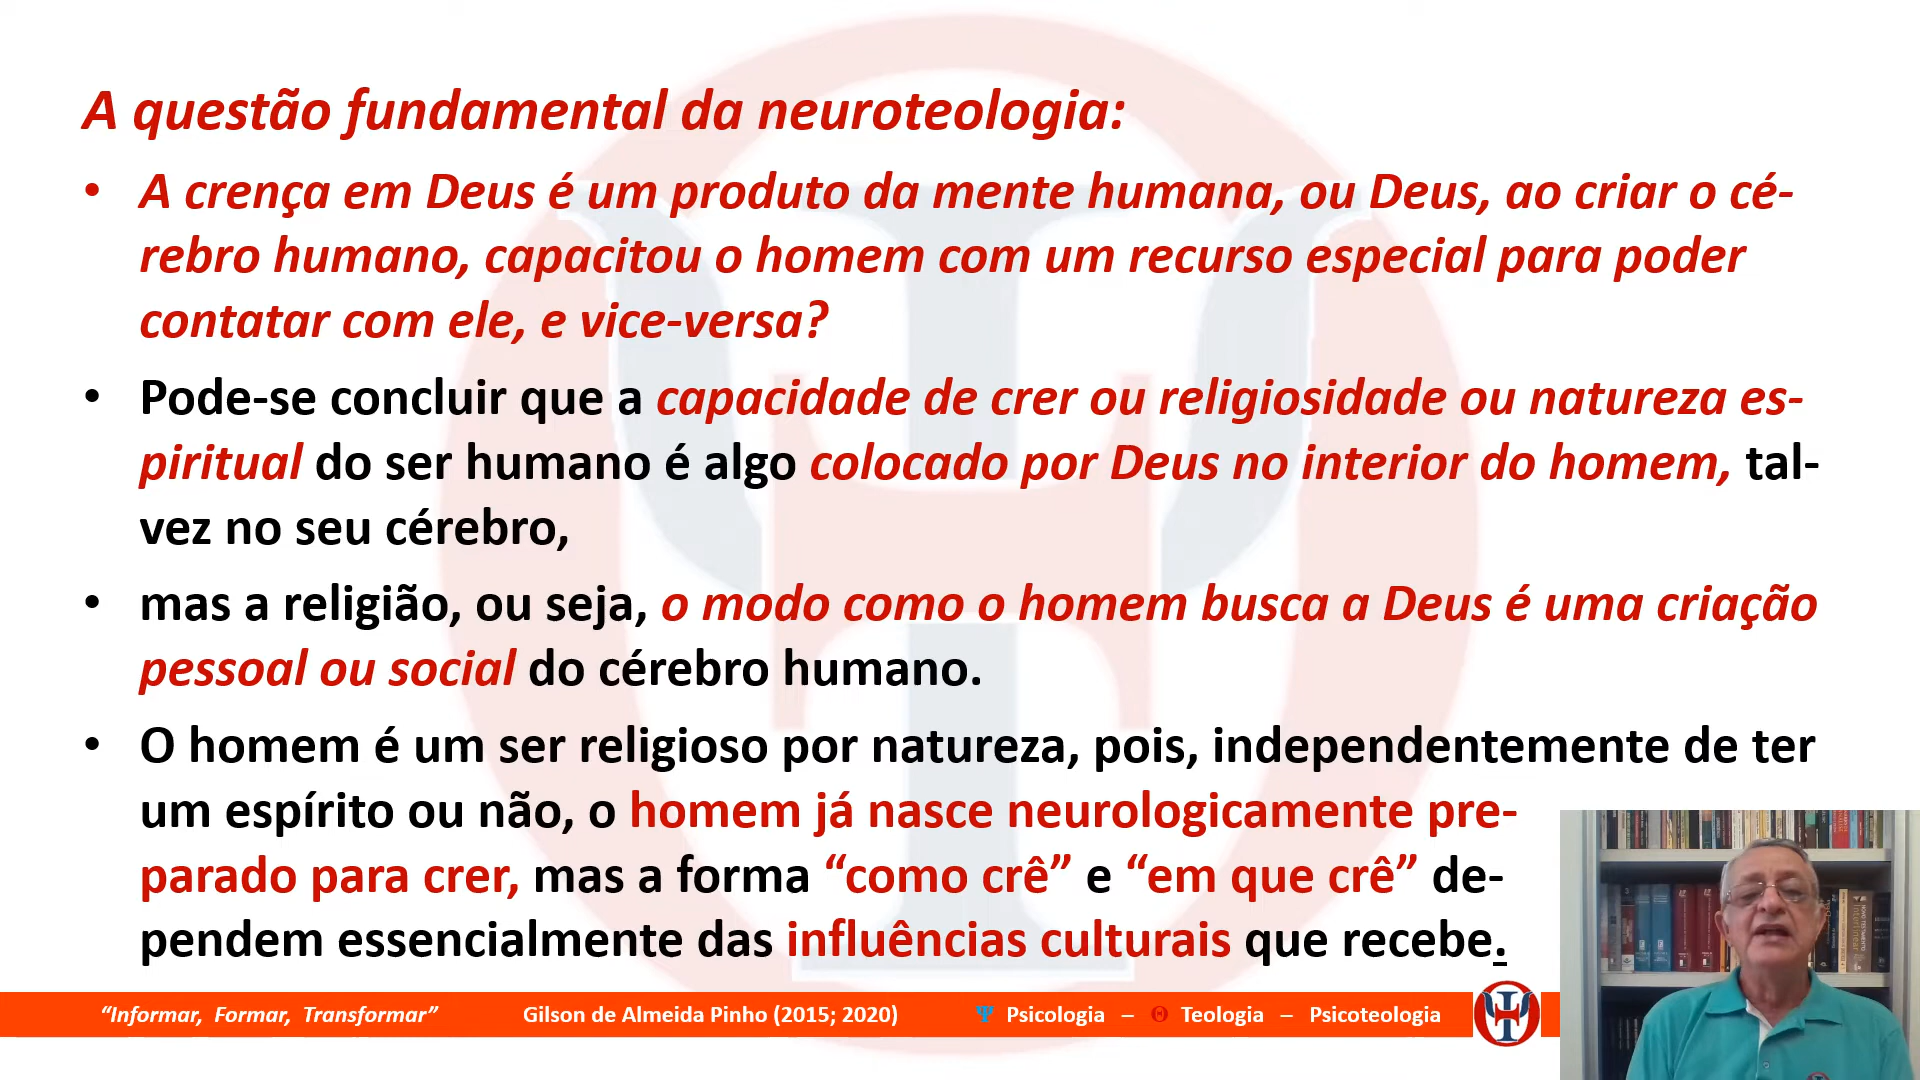 A questão fundamental da neuroteologia:
• A crença em Deus é um produto da mente humana, ou Deus, ao criar o cé-
rebro humano, capacitou o homem com um recurso especial para poder
contatar com ele, e vice-versa?
• Pode-se concluir que a capacidade de crer ou religiosidade ou natureza es-
piritual do ser humano é algo colocado por Deus no interior do homem, tal-
vez no seu cérebro,
• mas a religião, ou seja, o modo como o homem busca a Deus é uma criação
pessoal ou social do cérebro humano.
• O homem é um ser religioso por natureza, pois, independentemente de ter
um espírito ou não, o homem já nasce neurologicamente pre-
parado para crer, mas a forma “como crê” e “em que crê” de-
pendem essencialmente das influências culturais que recebe.
“Informar, Formar, Transformar” Gilson de Almeida Pinho (2015; 2020) Ψ Psicologia – Θ Teologia – Psicoteologia